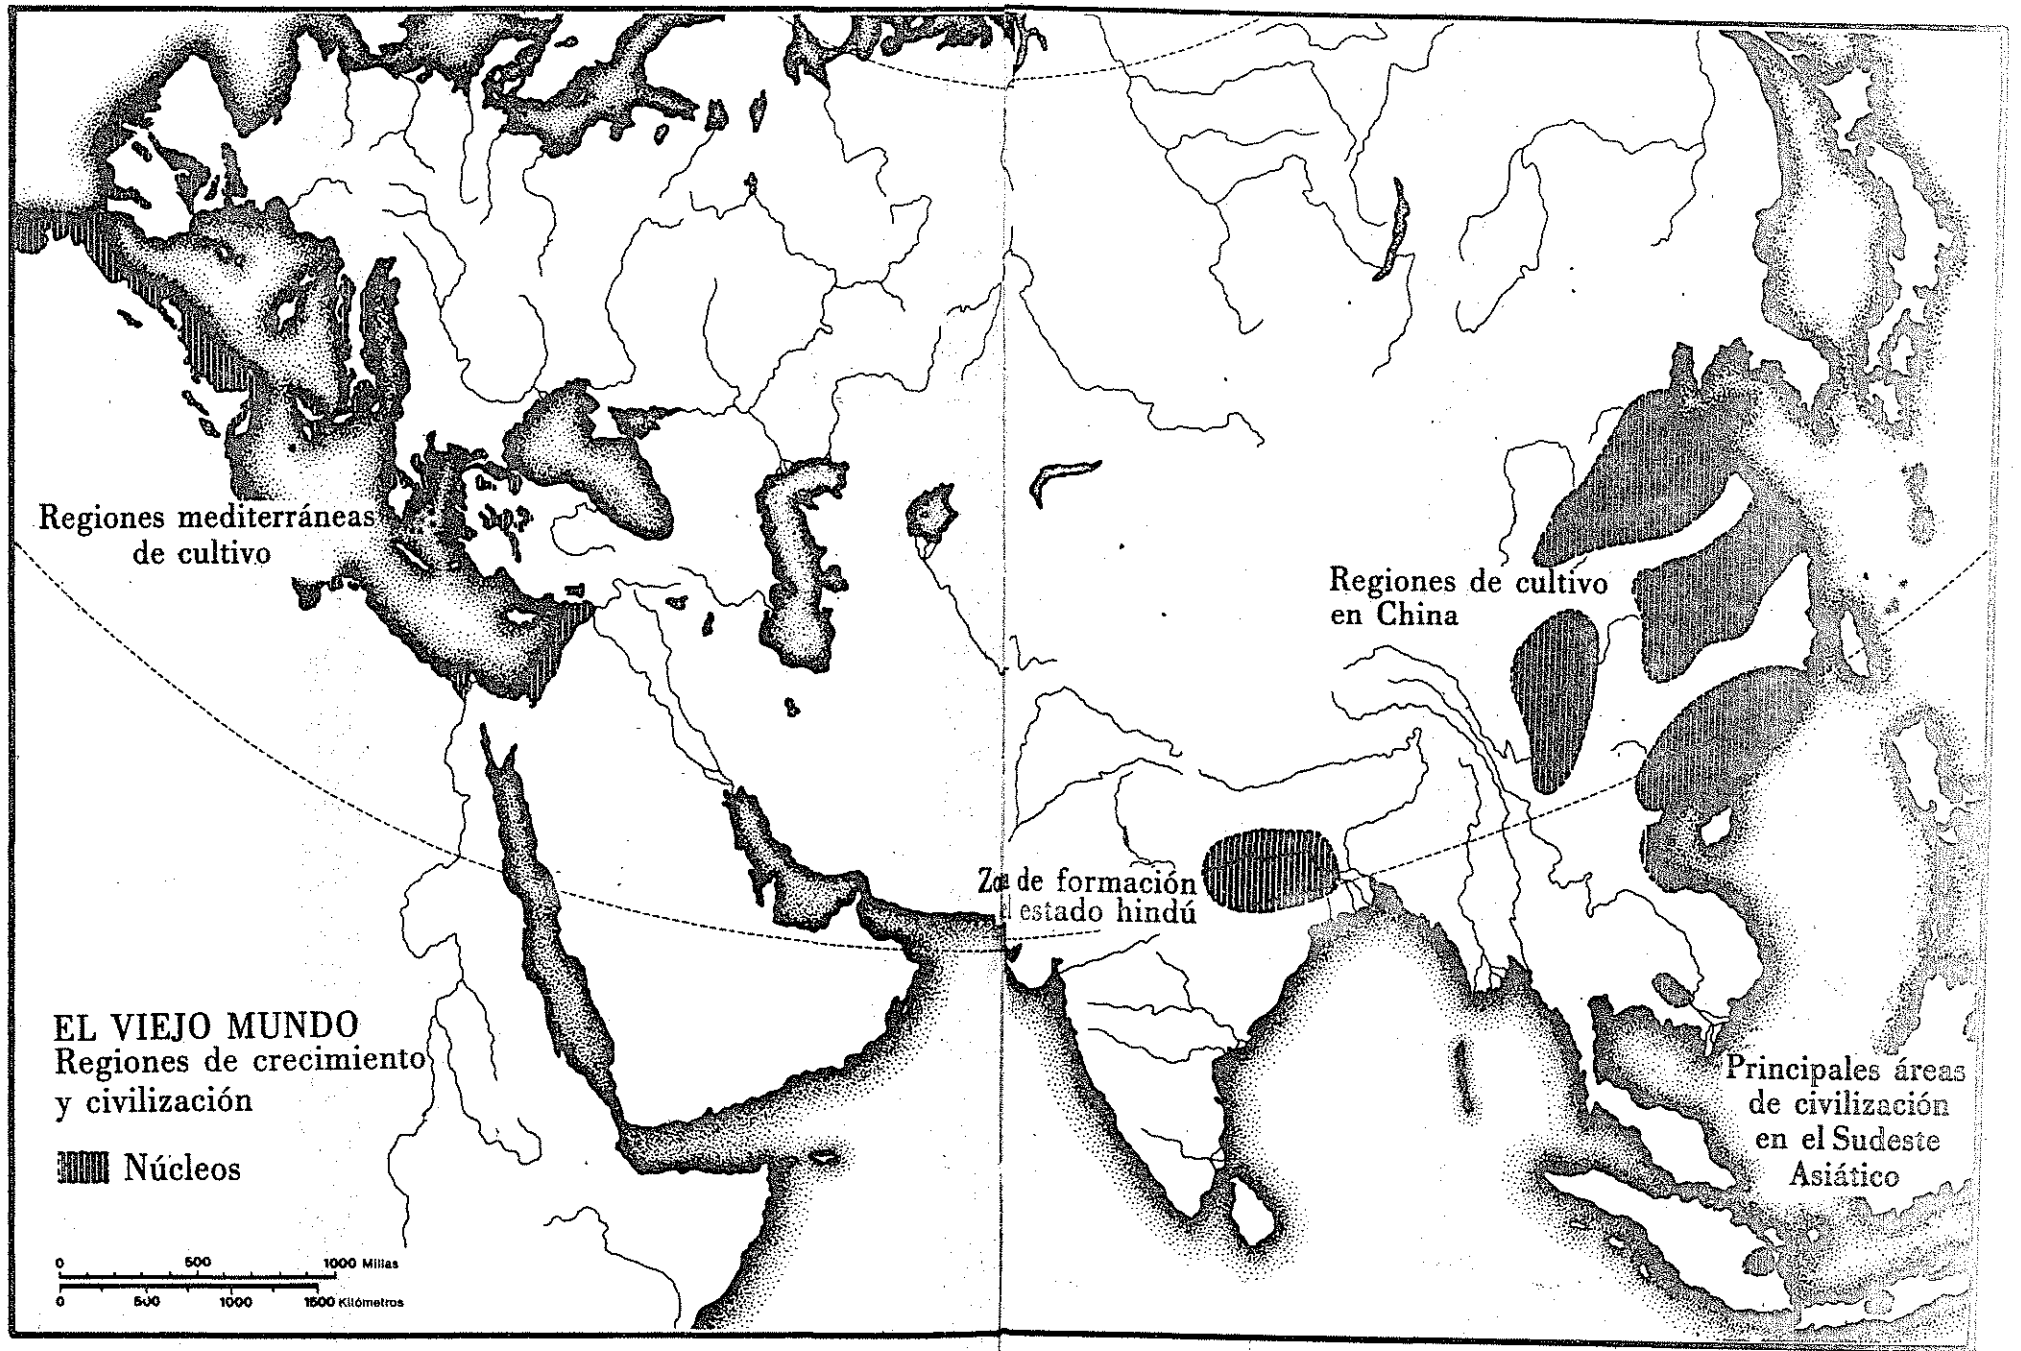 Regiones mediterráneas
de cultivo
Regiones de cultivo
en China
de formación
estado hindú
EL VIEJO MUNDO
Regiones de crecimiento
y civilización
Núcleos
Principales áreas
de civilización
en el Sudeste
Asiático
0 500 1000 Millas
0 500 1000 1500 Kilómetros